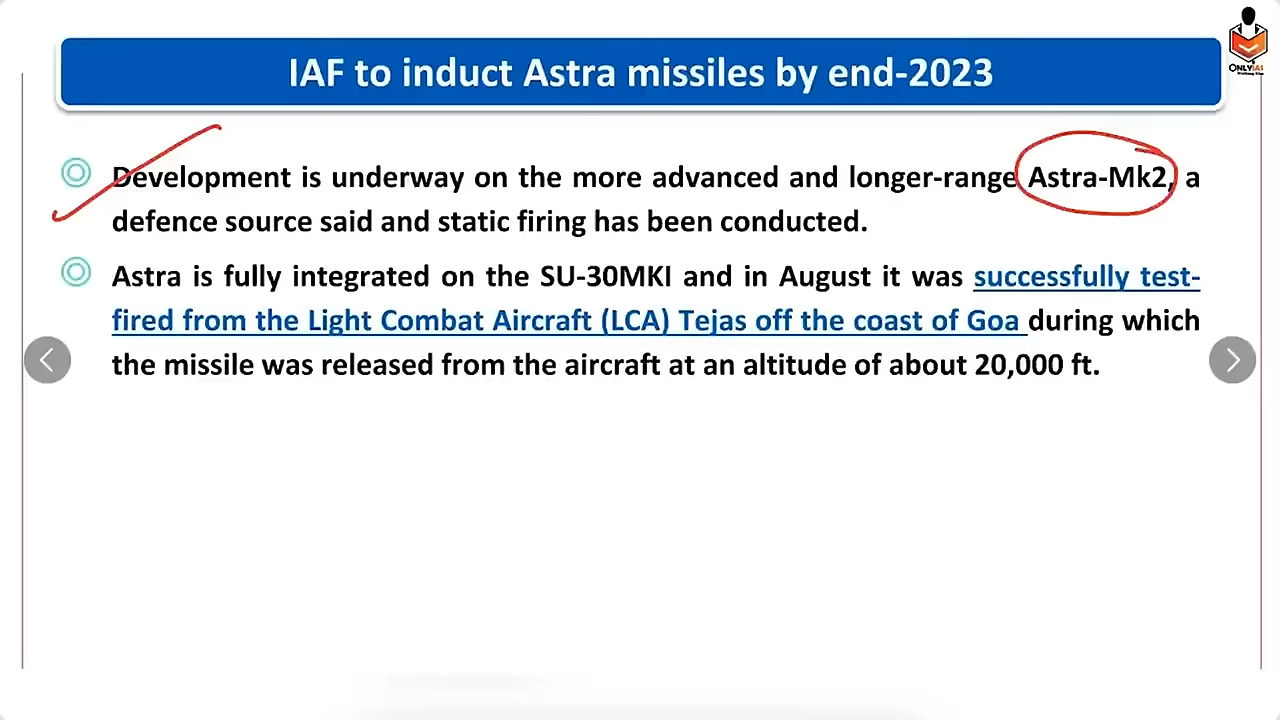 IAF to induct Astra missiles by end-2023
ONLYIAS
Development is underway on the more advanced and longer-range Astra-Mk2, a
defence source said and static firing has been conducted.
Astra is fully integrated on the SU-30MKI and in August it was successfully test-
fired from the Light Combat Aircraft (LCA) Tejas off the coast of Goa during which
the missile was released from the aircraft at an altitude of about 20,000 ft.